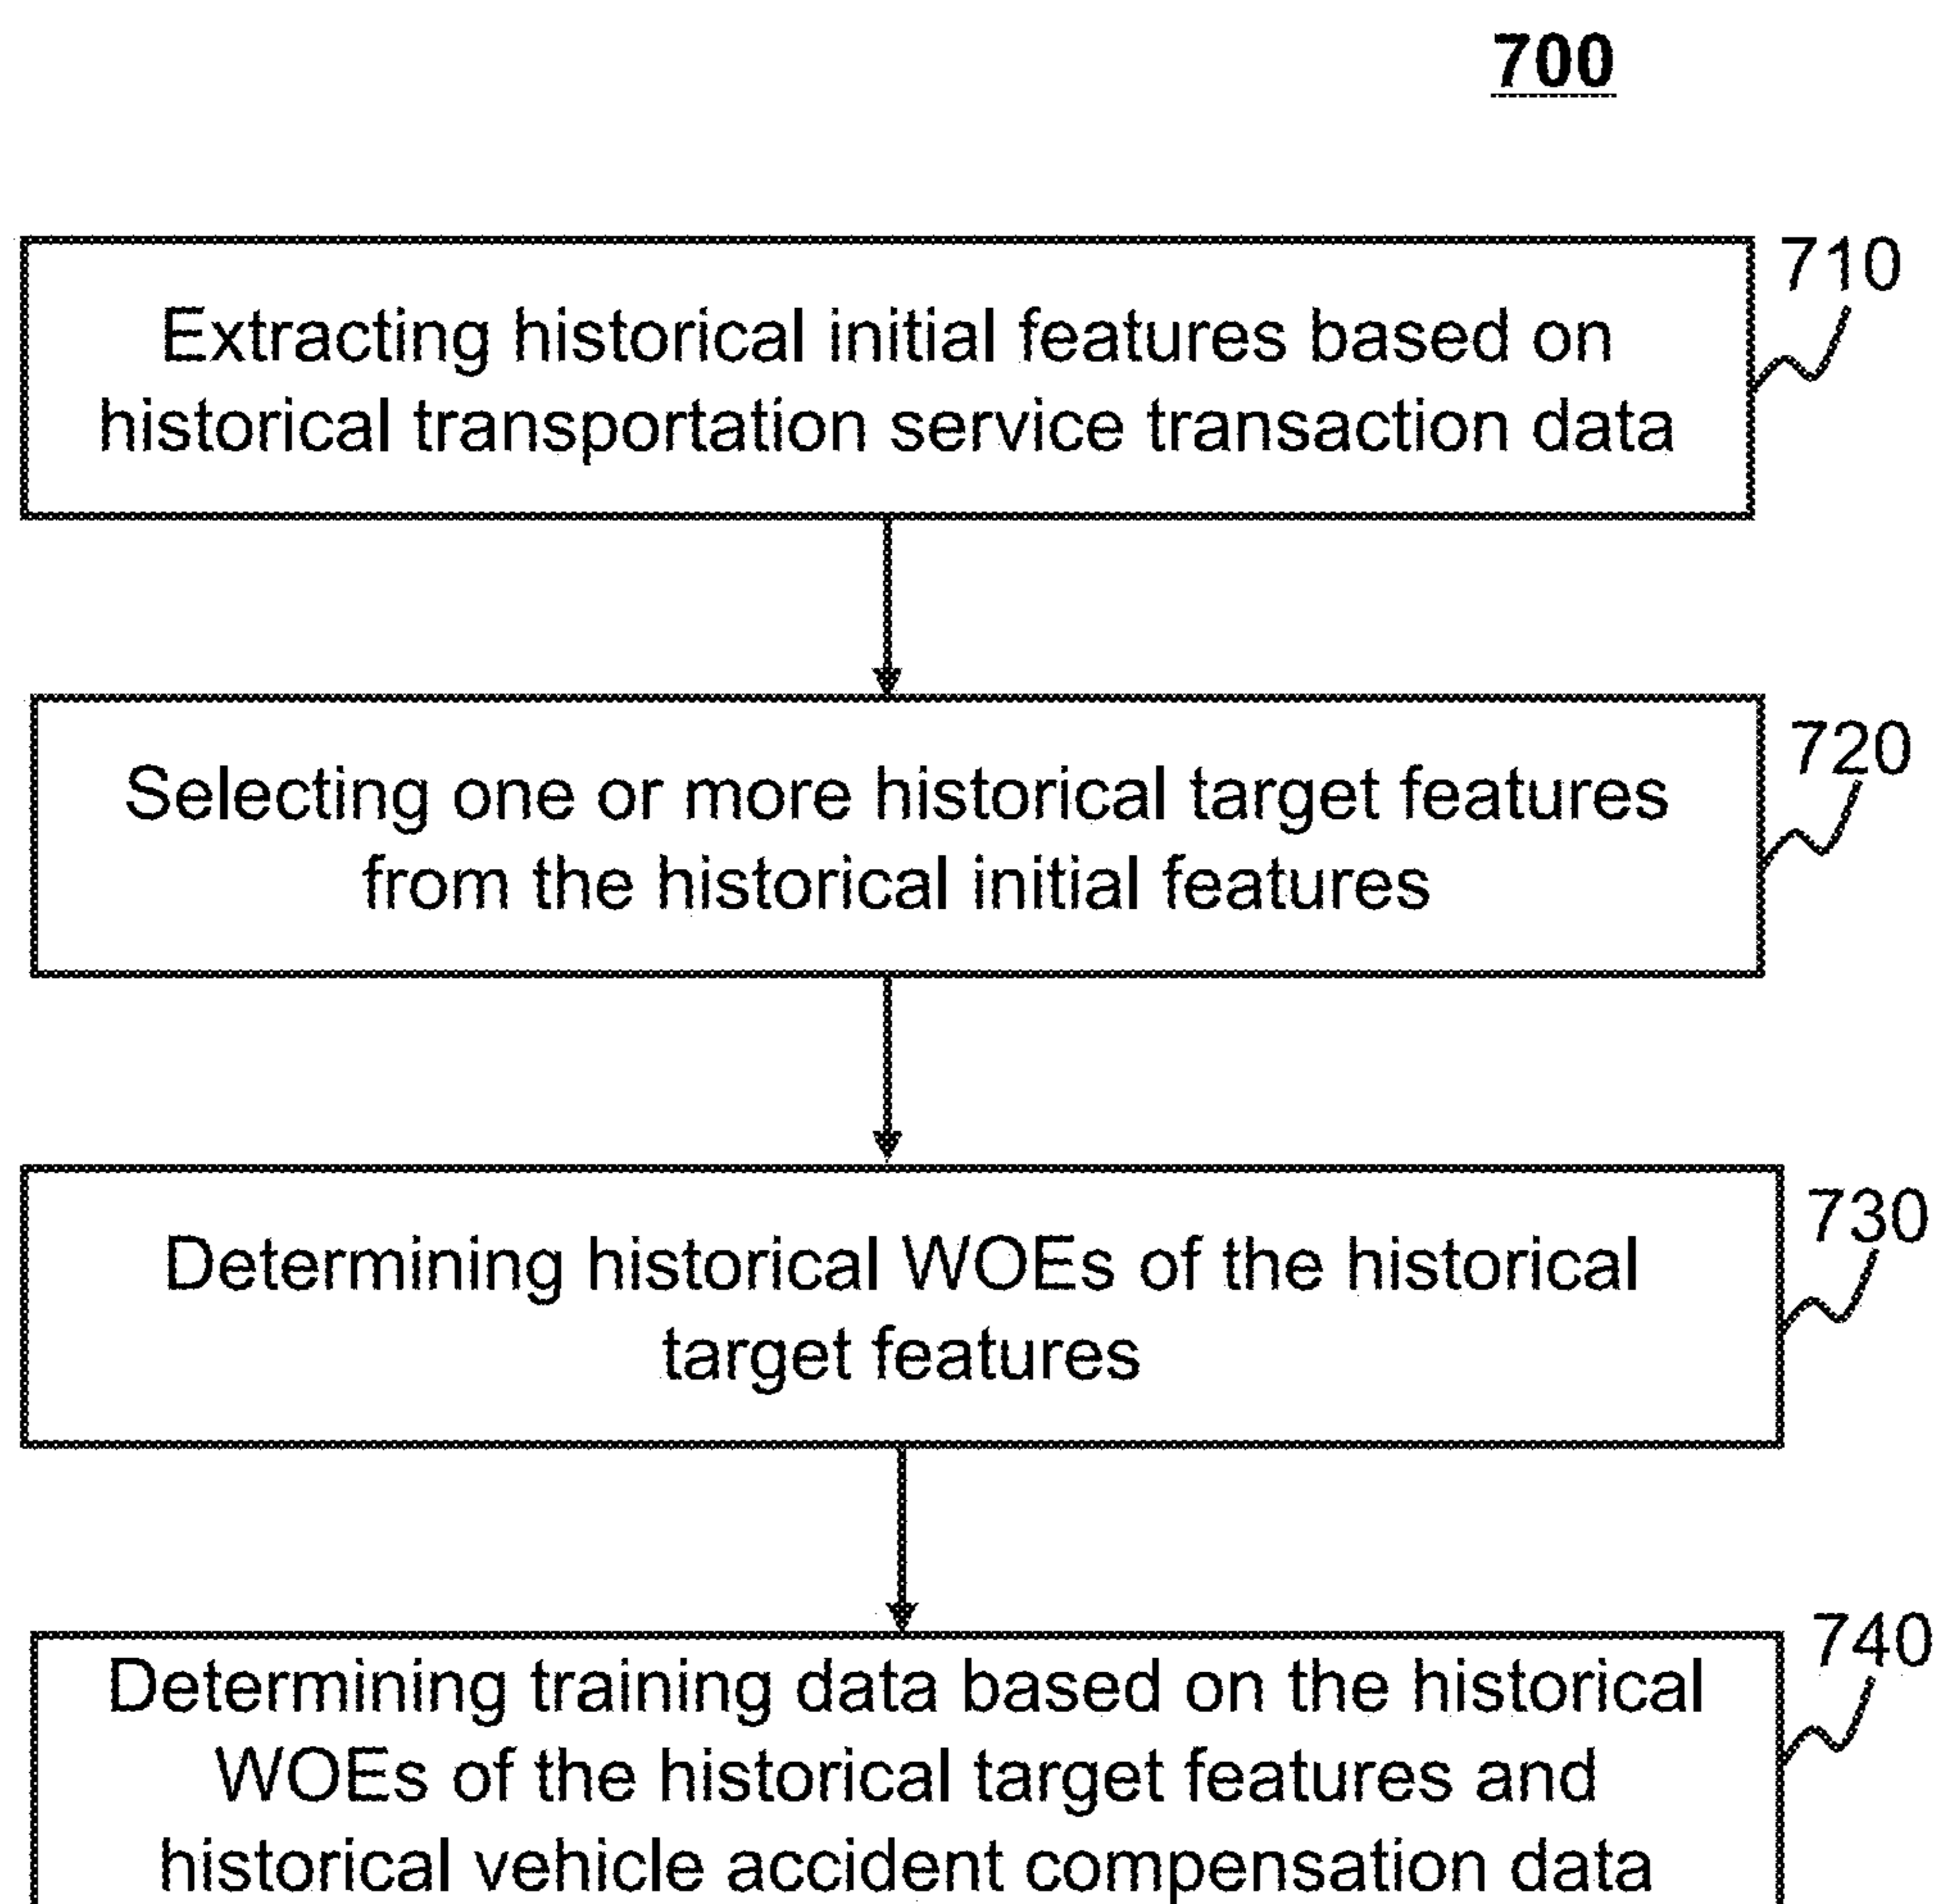 700
710
Extracting historical initial features based on
historical transportation service transaction data
720
Selecting one or more historical target features
from the historical initial features
730
Determining historical WOEs of the historical
target features
740
Determining training data based on the historical
WOEs of the historical target features and
historical vehicle accident compensation data